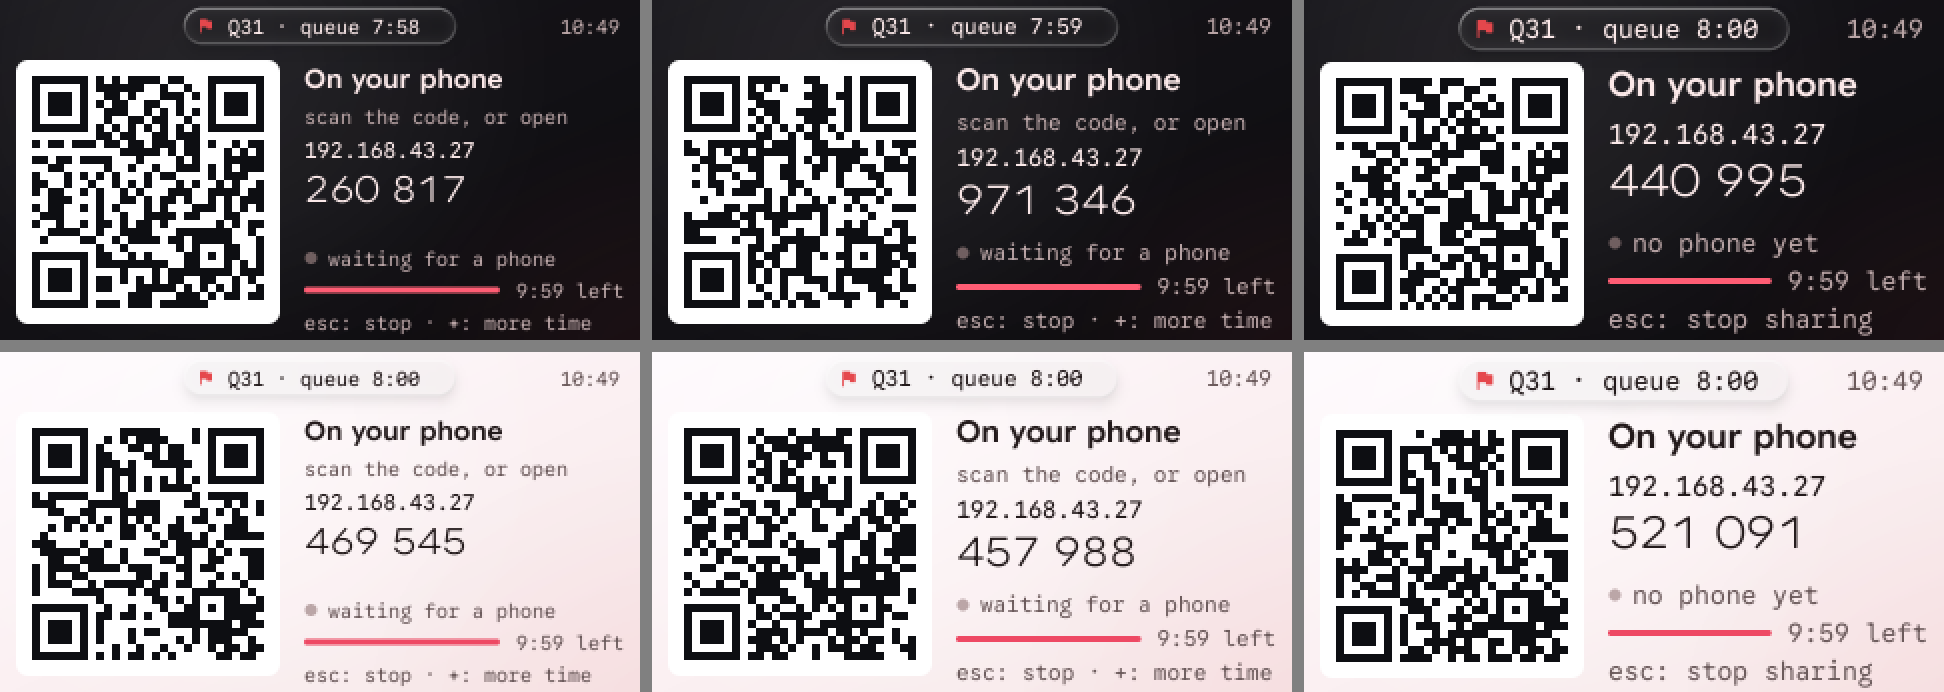 Q31 · queue 7:58
10:49
On your phone
scan the code, or open
192.168.43.27
260 817
waiting for a phone
9:59 left
esc: stop · +: more time
Q31 · queue 7:59
10:49
On your phone
scan the code, or open
192.168.43.27
971 346
waiting for a phone
9:59 left
esc: stop · +: more time
Q31 · queue 8:00
10:49
On your phone
192.168.43.27
440 995
no phone yet
9:59 left
esc: stop sharing
Q31 · queue 8:00
10:49
On your phone
scan the code, or open
192.168.43.27
469 545
waiting for a phone
9:59 left
esc: stop · +: more time
Q31 · queue 8:00
10:49
On your phone
scan the code, or open
192.168.43.27
457 988
waiting for a phone
9:59 left
esc: stop · +: more time
Q31 · queue 8:00
10:49
On your phone
192.168.43.27
521 091
no phone yet
9:59 left
esc: stop sharing